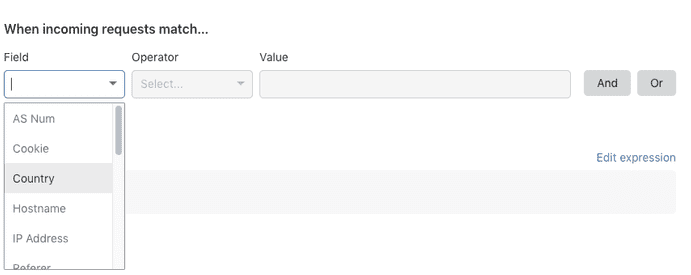 When incoming requests match...
Field Operator Value
Select... And Or
AS Num
Cookie
Edit expression
Country
Hostname
IP Address
Referer